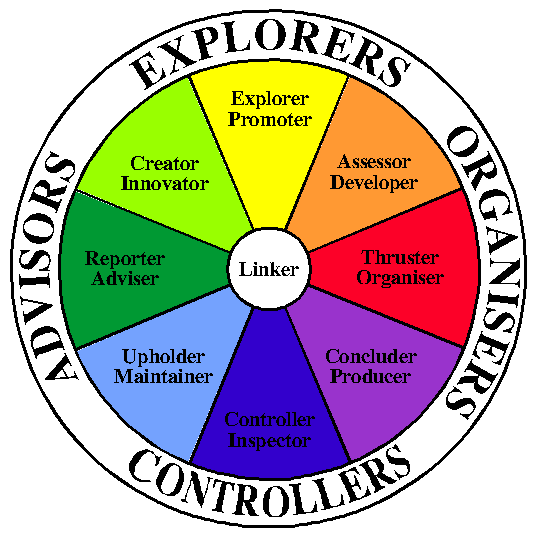 EXPLORERS
Explorer
Promoter
Creator
Innovator
Assessor
Developer
ADVISORS
ORGANISERS
Reporter
Adviser
Linker
Thruster
Organiser
Upholder
Maintainer
Concluder
Producer
Controller
Inspector
CONTROLLERS